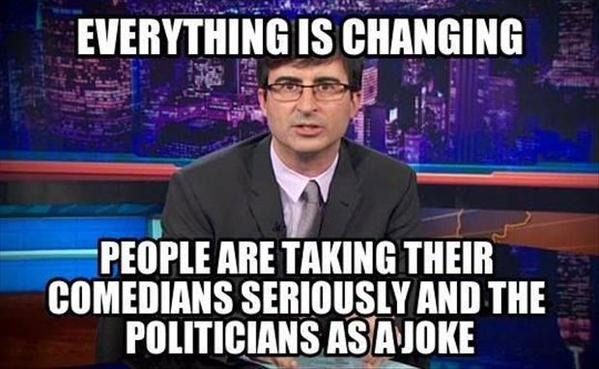 EVERYTHING IS CHANGING
PEOPLE ARE TAKING THEIR
COMEDIANS SERIOUSLY AND THE
POLITICIANS AS A JOKE